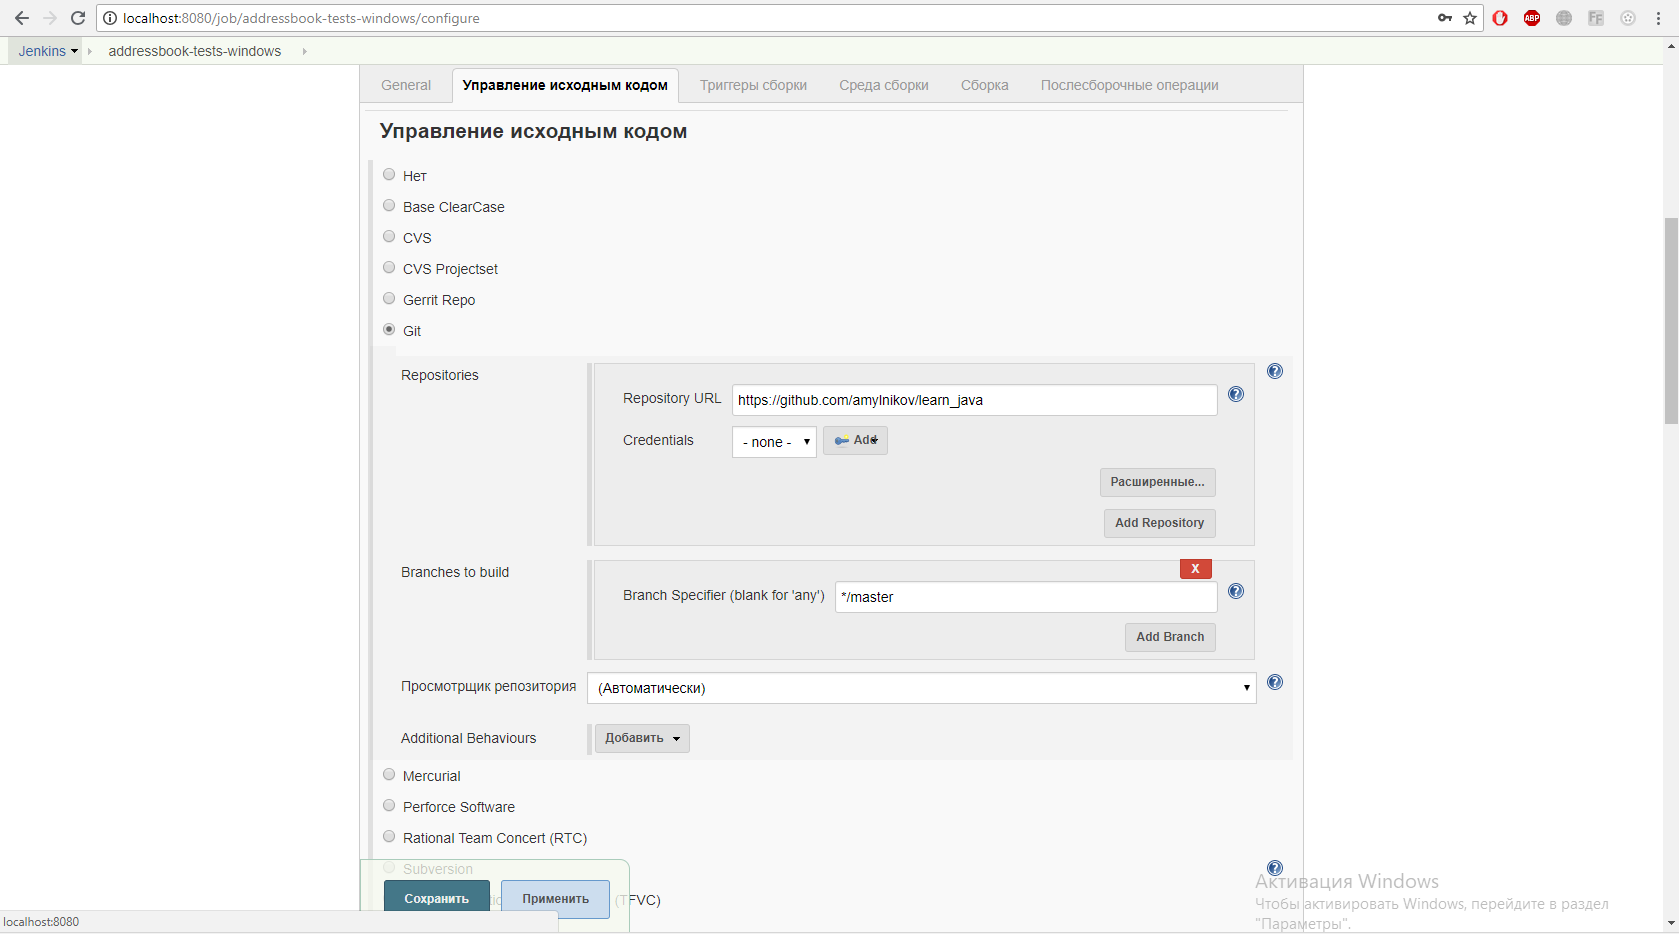 localhost:8080/job/addressbook-tests-windows/configure
ABP
FF
Jenkins
addressbook-tests-windows
General
Управление исходным кодом
Триггеры сборки
Среда сборки
Сборка
Послесборочные операции
Управление исходным кодом
Нет
Base ClearCase
CVS
CVS Projectset
Gerrit Repo
Git
Repositories
Repository URL
https://github.com/amylnikov/learn_java
Credentials
- none -
Add
Расширенные...
Add Repository
Branches to build
X
Branch Specifier (blank for 'any')
*/master
Add Branch
Просмотрщик репозитория
(Автоматически)
Additional Behaviours
Добавить
Mercurial
Perforce Software
Rational Team Concert (RTC)
Subversion
Сохранить
Применить
(TFVC)
localhost:8080
Активация Windows
Чтобы активировать Windows, перейдите в раздел
"Параметры".